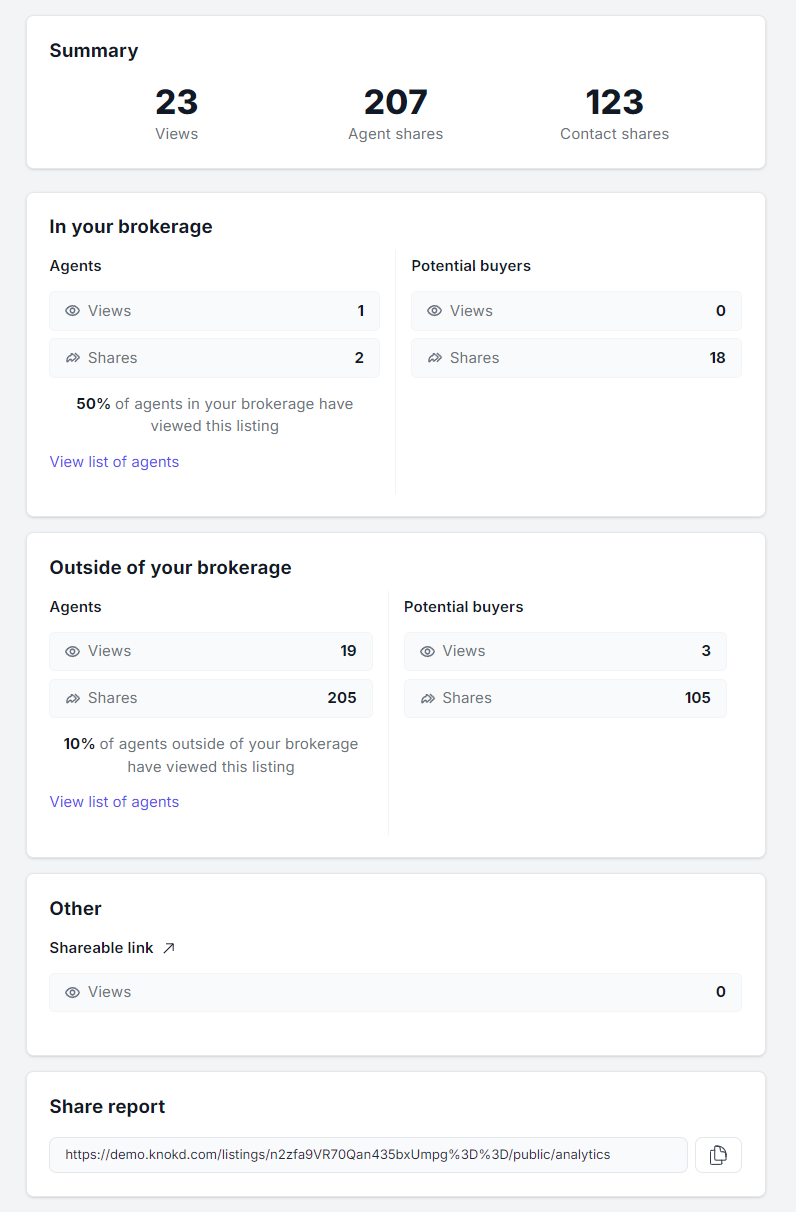 Summary
23 207 123
Views Agent shares Contact shares
In your brokerage
Agents
Views 1
Shares 2
50% of agents in your brokerage have
viewed this listing
View list of agents
Potential buyers
Views 0
Shares 18
Outside of your brokerage
Agents
Views 19
Shares 205
10% of agents outside of your brokerage
have viewed this listing
View list of agents
Potential buyers
Views 3
Shares 105
Other
Shareable link
Views 0
Share report
https://demo.knokd.com/listings/n2zfa9VR70Qan435bxUmpg%3D%3D/public/analytics